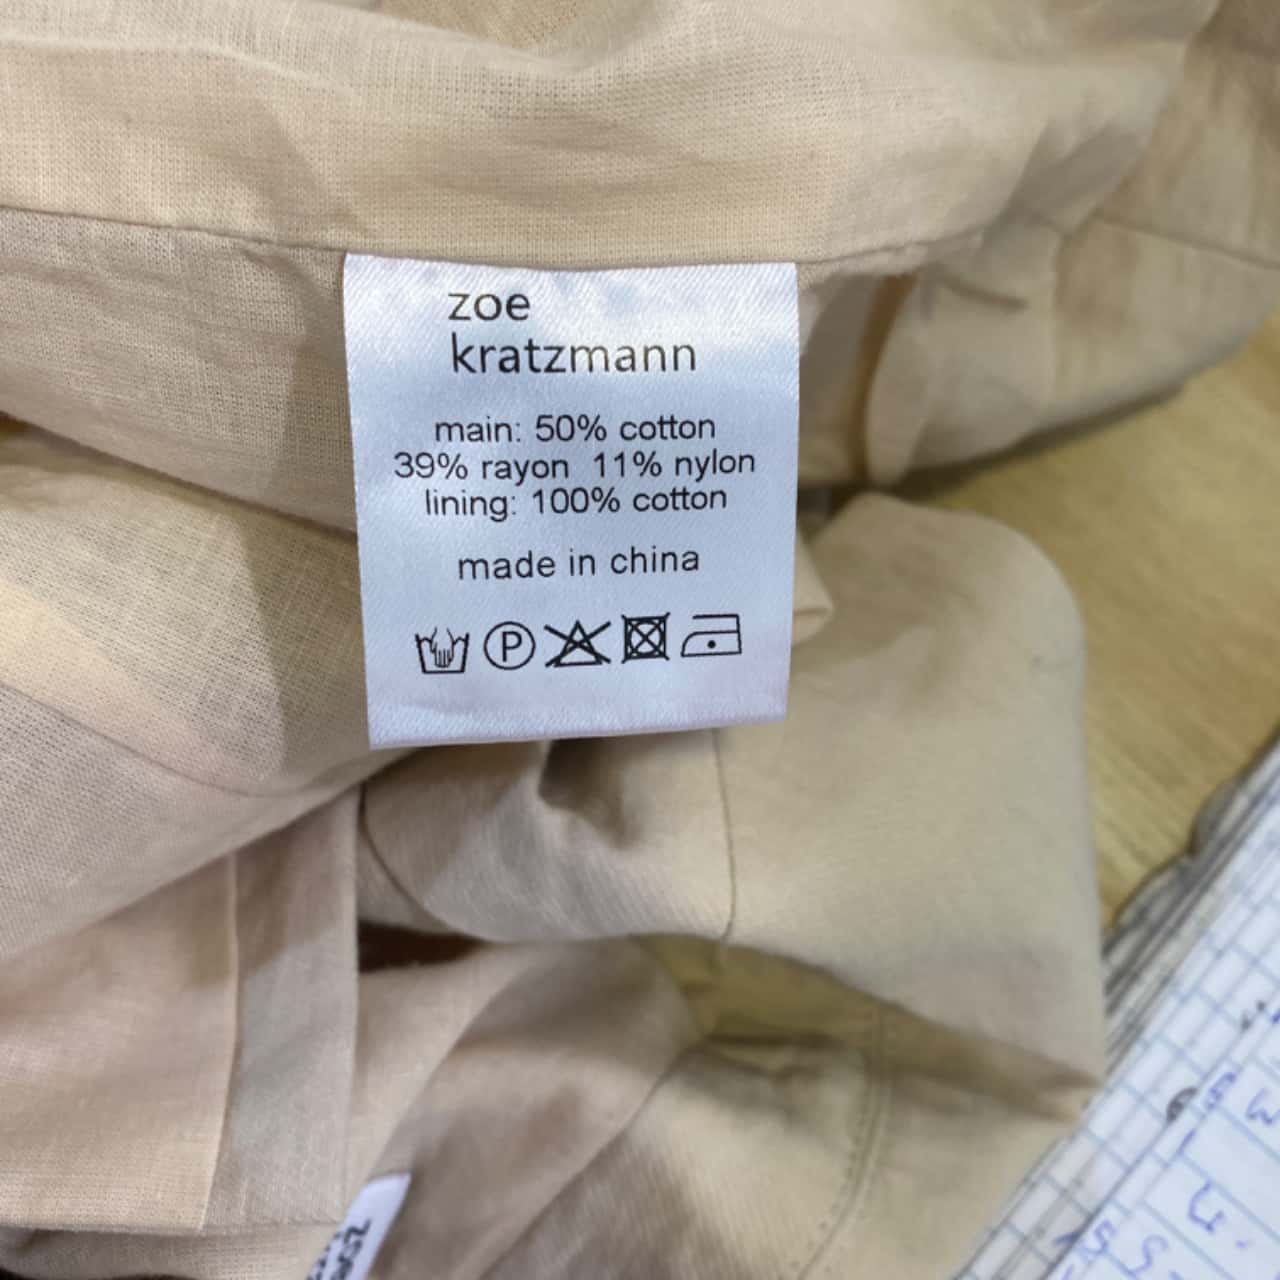 zoe
kratzmann
main: 50% cotton
39% rayon 11% nylon
lining: 100% cotton
made in china
P